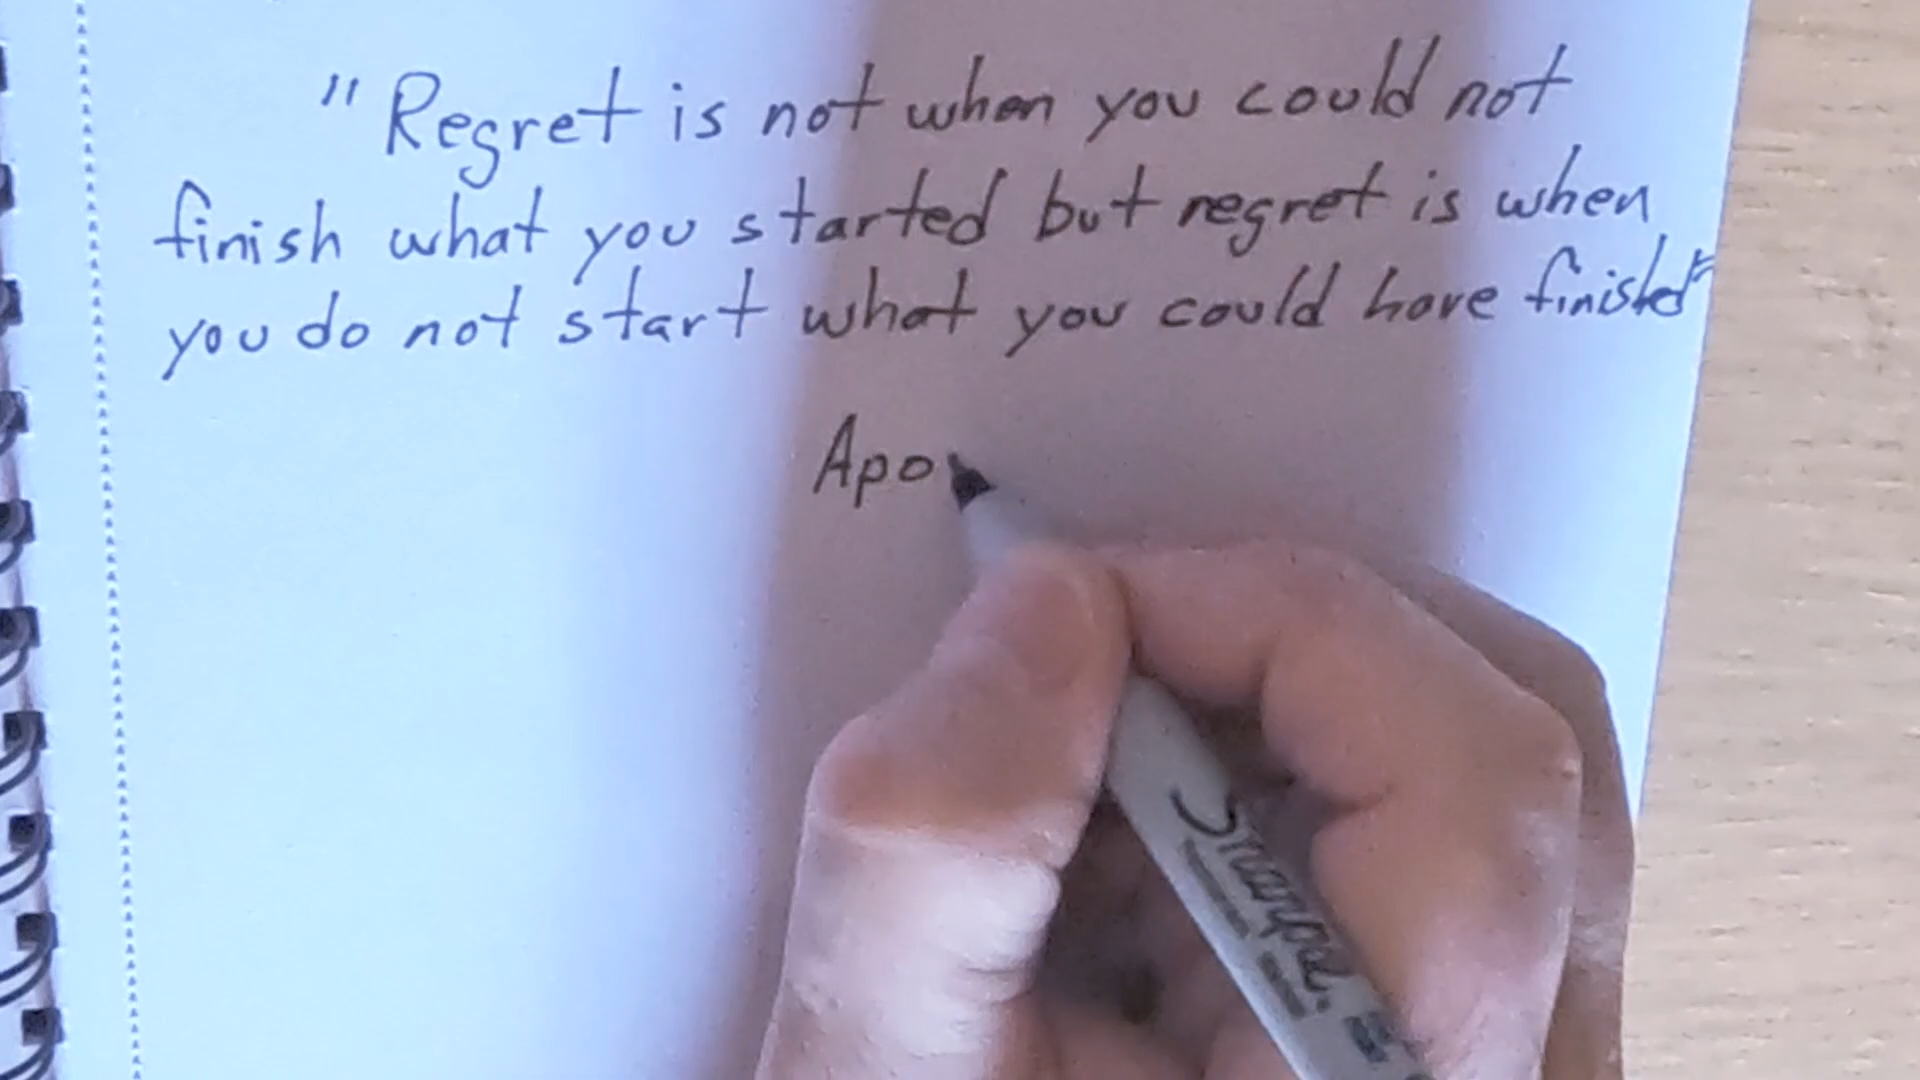 "Regret is not when you could not
finish what you started but regret is when
you do not start what you could have finished"
Apo
Sharpie.